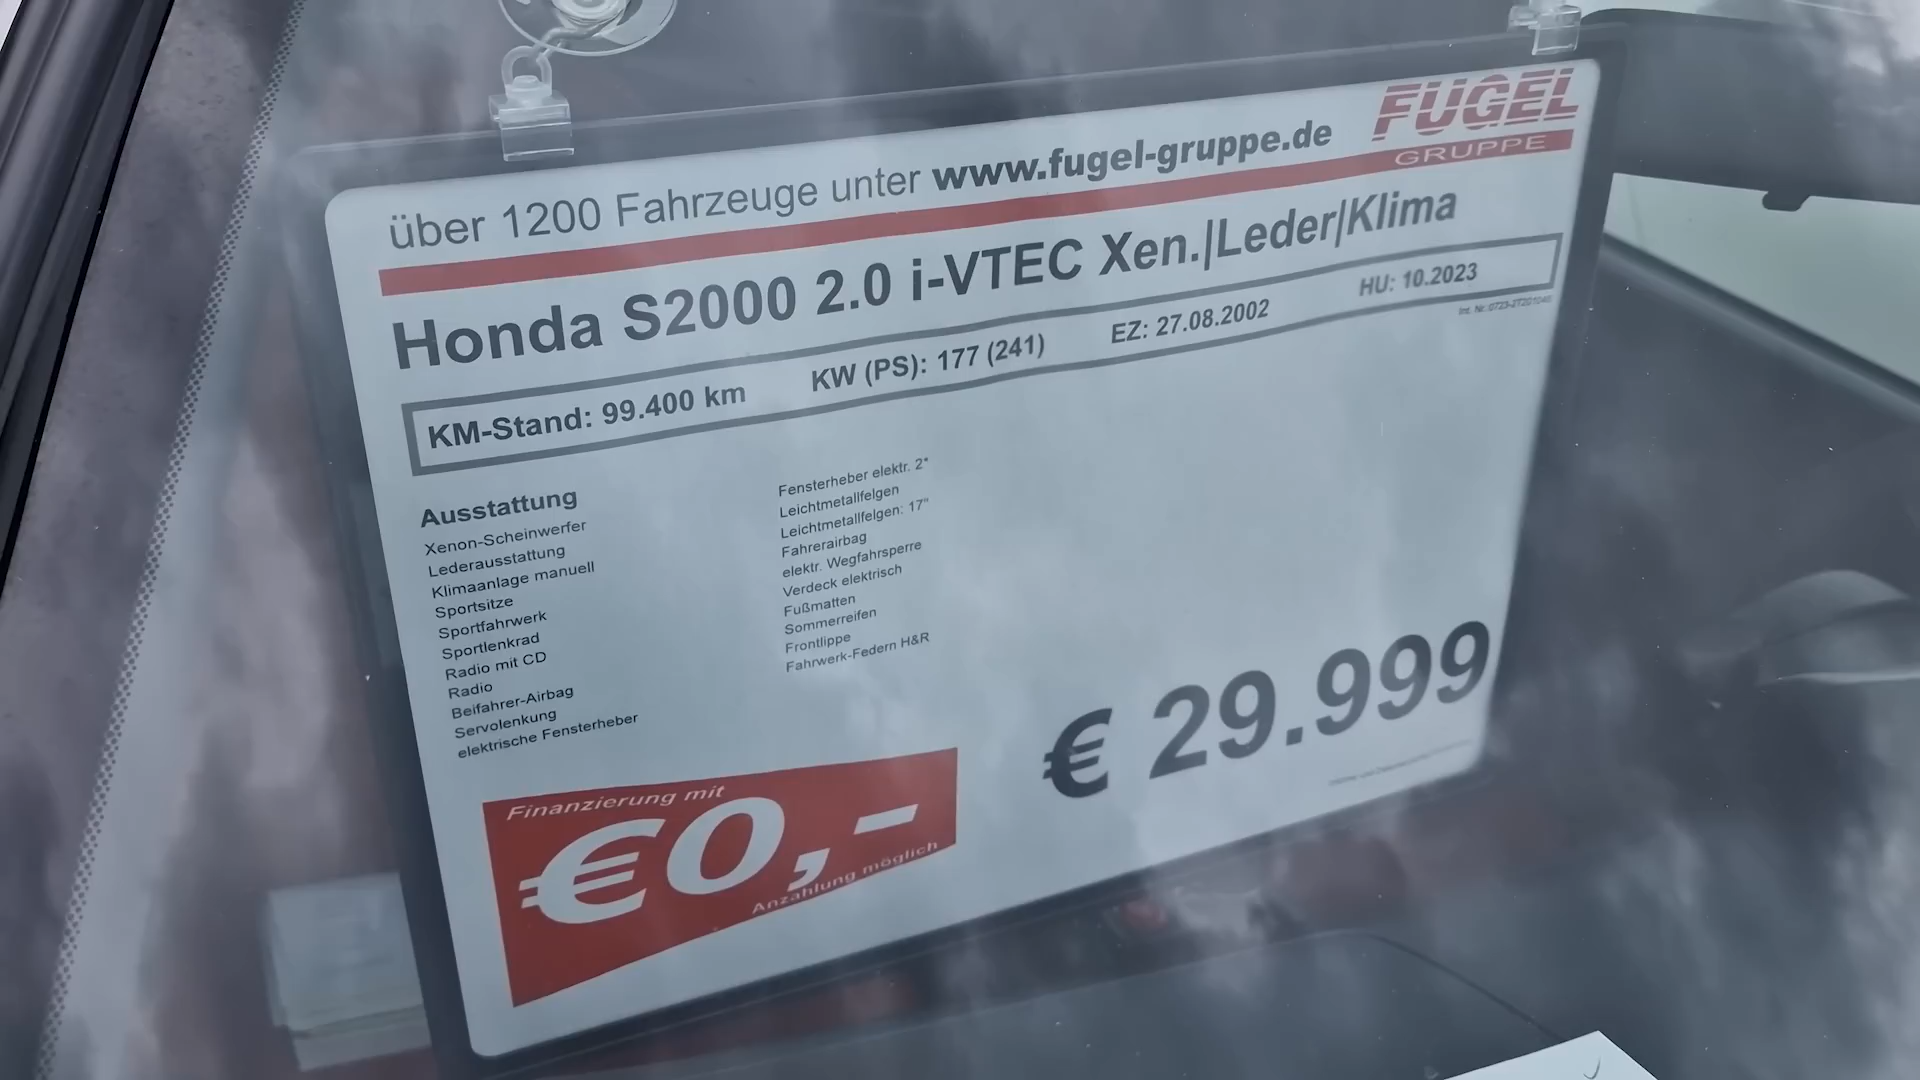 über 1200 Fahrzeuge unter www.fugel-gruppe.de
FUGEL
GRUPPE
Honda S2000 2.0 i-VTEC Xen.|Leder|Klima
KM-Stand: 99.400 km KW (PS): 177 (241) EZ: 27.08.2002 HU: 10.2023
Int. Nr.
Ausstattung
Xenon-Scheinwerfer
Lederausstattung
Klimaanlage manuell
Sportsitze
Sportfahrwerk
Sportlenkrad
Radio mit CD
Radio
Beifahrer-Airbag
Servolenkung
elektrische Fensterheber
Fensterheber elektr. 2*
Leichtmetallfelgen
Leichtmetallfelgen: 17"
Fahrerairbag
elektr. Wegfahrsperre
Verdeck elektrisch
Fußmatten
Sommerreifen
Frontlippe
Fahrwerk-Federn H&R
€ 29.999
Finanzierung mit
€0,-
Anzahlung möglich